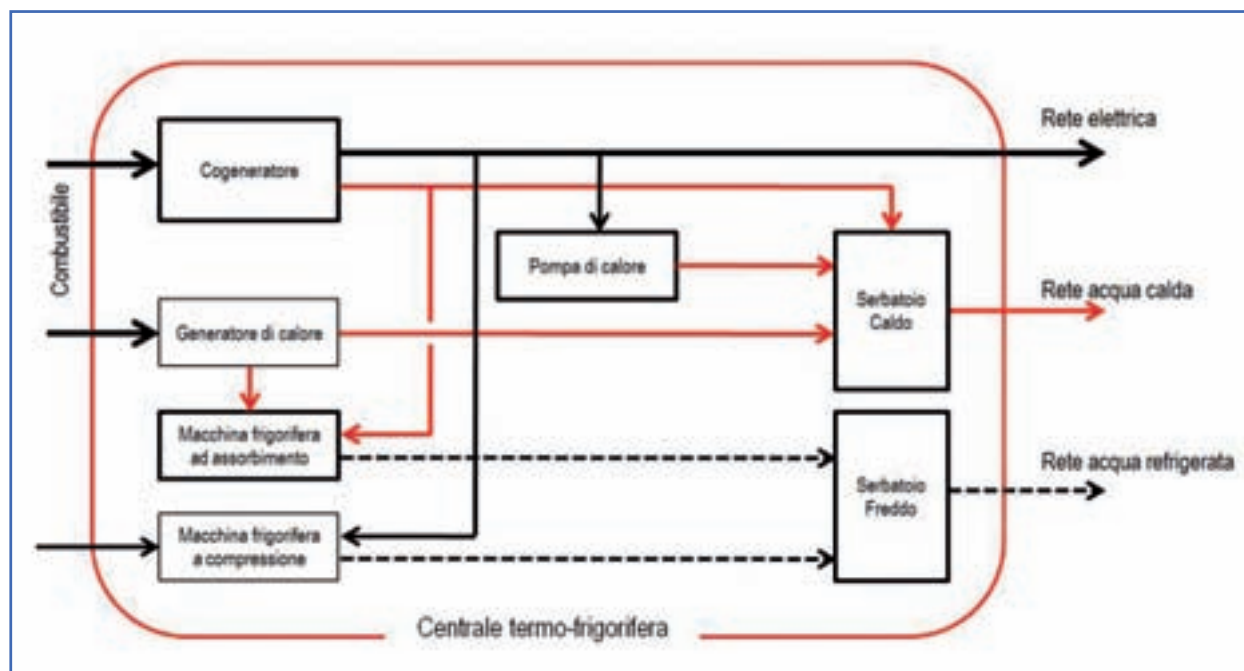 Rete elettrica
Cogeneratore
Combustibile
Pompa di calore
Serbatoio
Caldo
Rete acqua calda
Generatore di calore
Macchina frigorifera
ad assorbimento
Serbatoio
Freddo
Rete acqua refrigerata
Macchina frigorifera
a compressione
Centrale termo-frigorifera